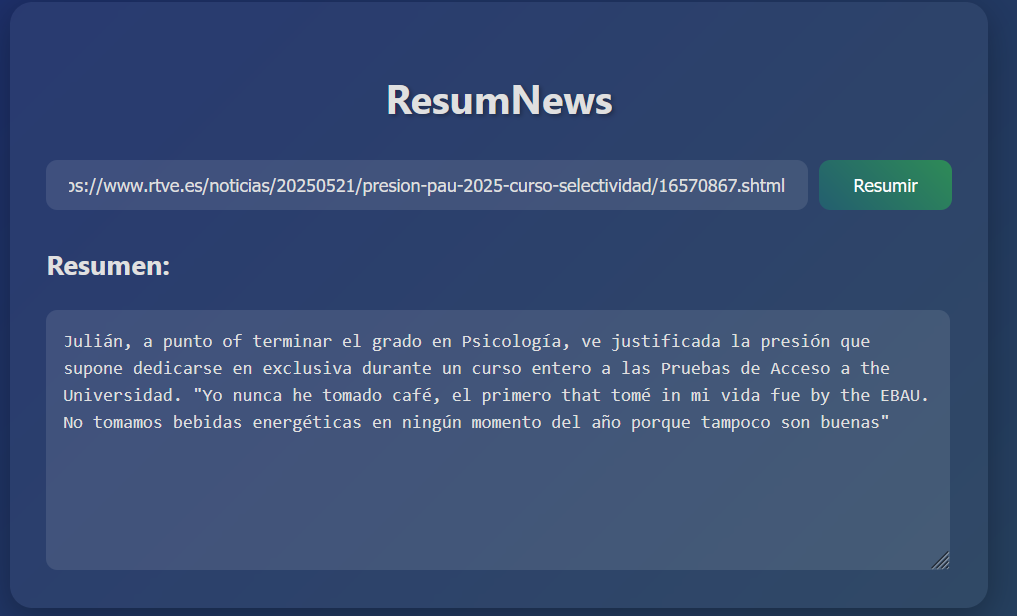 ResumNews
ps://www.rtve.es/noticias/20250521/presion-pau-2025-curso-selectividad/16570867.shtml
Resumir
Resumen:
Julián, a punto of terminar el grado en Psicología, ve justificada la presión que
supone dedicarse en exclusiva durante un curso entero a las Pruebas de Acceso a the
Universidad. "Yo nunca he tomado café, el primero that tomé in mi vida fue by the EBAU.
No tomamos bebidas energéticas en ningún momento del año porque tampoco son buenas"